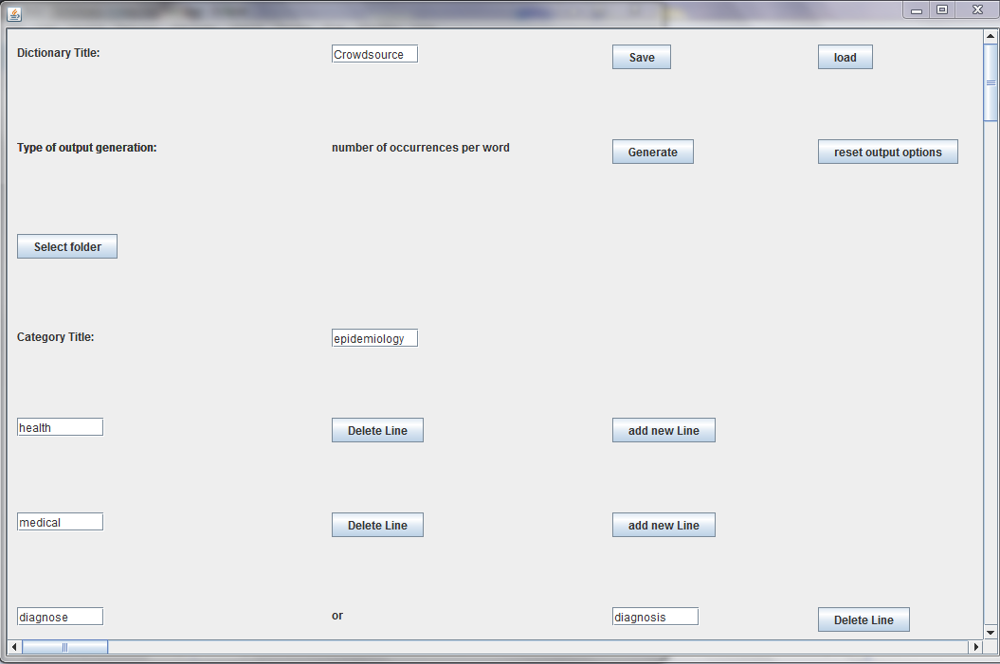 Dictionary Title: Crowdsource Save load
Type of output generation: number of occurrences per word Generate reset output options
Select folder
Category Title: epidemiology
health Delete Line add new Line
medical Delete Line add new Line
diagnose or diagnosis Delete Line